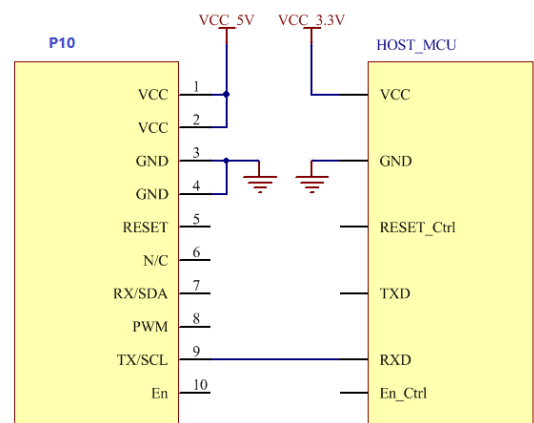 VCC_5V VCC_3.3V
P10 HOST_MCU
VCC 1 VCC
VCC 2
GND 3 GND
GND 4
RESET 5 RESET_Ctrl
N/C 6
RX/SDA 7 TXD
PWM 8
TX/SCL 9 RXD
En 10 En_Ctrl